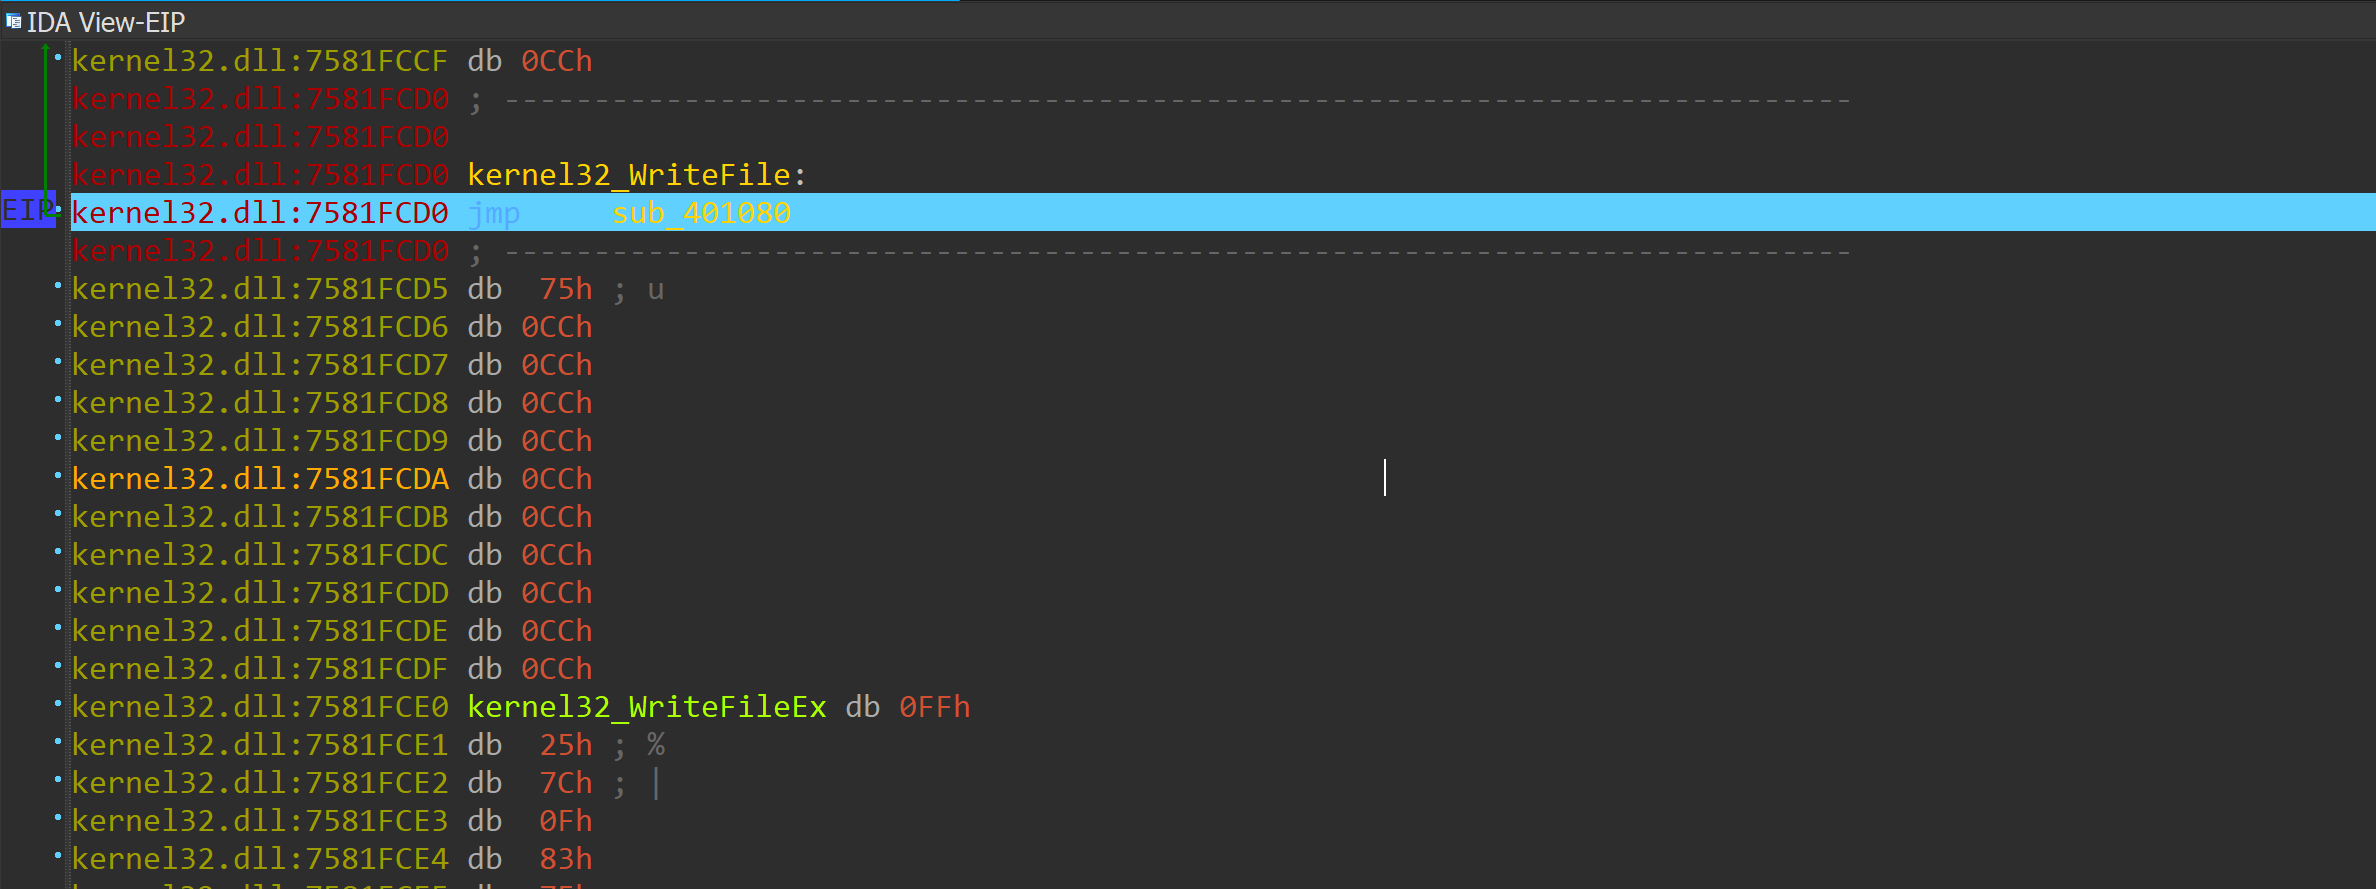 IDA View-EIP
kernel32.dll:7581FCCF db 0CCh
kernel32.dll:7581FCD0 ; ---------------------------------------------------------------------------
kernel32.dll:7581FCD0
kernel32.dll:7581FCD0 kernel32_WriteFile:
EIP kernel32.dll:7581FCD0 jmp sub_401080
kernel32.dll:7581FCD0 ; ---------------------------------------------------------------------------
kernel32.dll:7581FCD5 db 75h ; u
kernel32.dll:7581FCD6 db 0CCh
kernel32.dll:7581FCD7 db 0CCh
kernel32.dll:7581FCD8 db 0CCh
kernel32.dll:7581FCD9 db 0CCh
kernel32.dll:7581FCDA db 0CCh
kernel32.dll:7581FCDB db 0CCh
kernel32.dll:7581FCDC db 0CCh
kernel32.dll:7581FCDD db 0CCh
kernel32.dll:7581FCDE db 0CCh
kernel32.dll:7581FCDF db 0CCh
kernel32.dll:7581FCE0 kernel32_WriteFileEx db 0FFh
kernel32.dll:7581FCE1 db 25h ; %
kernel32.dll:7581FCE2 db 7Ch ; |
kernel32.dll:7581FCE3 db 0Fh
kernel32.dll:7581FCE4 db 83h